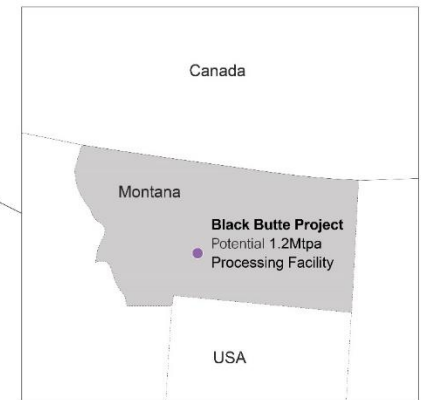 Canada
Montana
Black Butte Project
Potential 1.2Mtpa
Processing Facility
USA